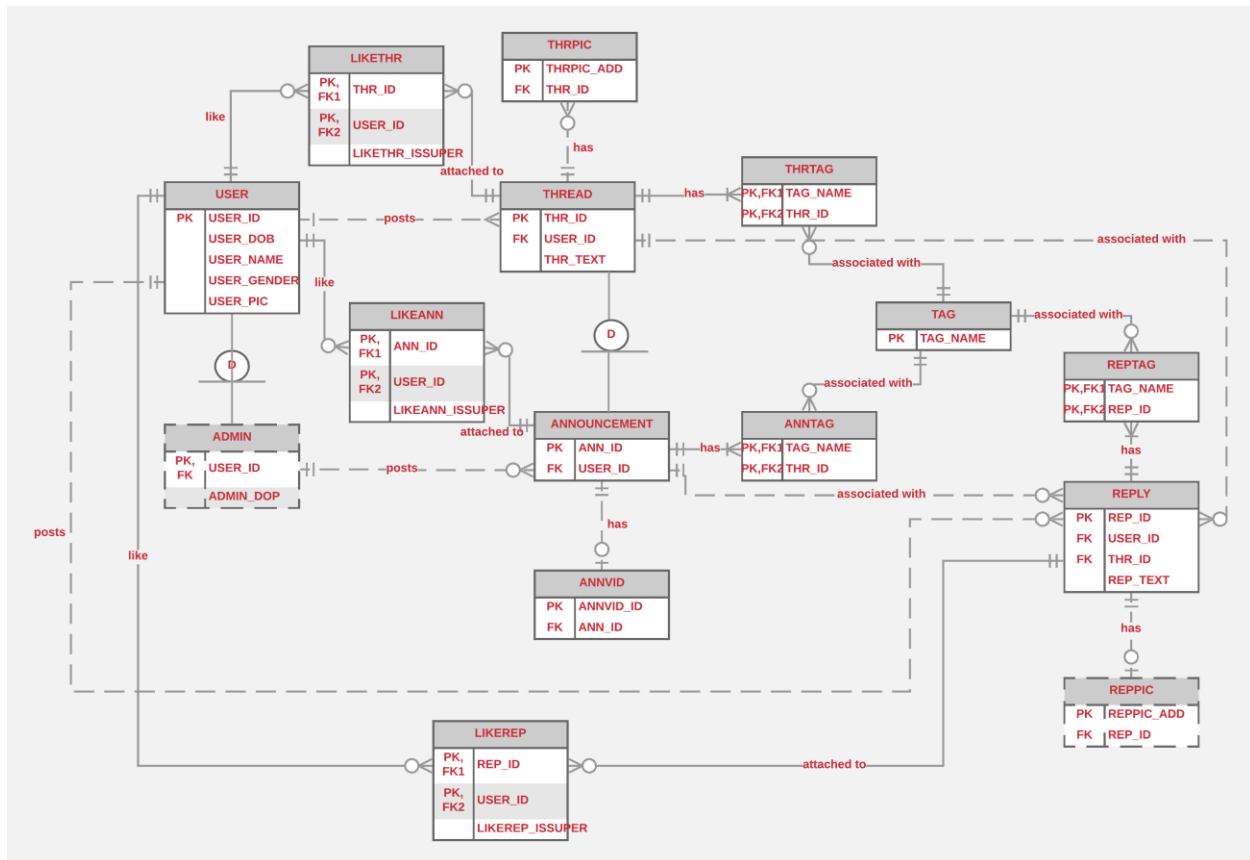 LIKETHR
PK, FK1 THR_ID
PK, FK2 USER_ID
LIKETHR_ISSUPER
THRPIC
PK THRPIC_ADD
FK THR_ID
like
has
attached to
THRTAG
PK,FK1 TAG_NAME
PK,FK2 THR_ID
USER
PK USER_ID
USER_DOB
USER_NAME
USER_GENDER
USER_PIC
posts
THREAD
PK THR_ID
FK USER_ID
THR_TEXT
has
associated with
associated with
like
LIKEANN
PK, FK1 ANN_ID
PK, FK2 USER_ID
LIKEANN_ISSUPER
attached to
D
D
TAG
PK TAG_NAME
associated with
associated with
REPTAG
PK,FK1 TAG_NAME
PK,FK2 REP_ID
ADMIN
PK, FK USER_ID
ADMIN_DOP
posts
ANNOUNCEMENT
PK ANN_ID
FK USER_ID
has
ANNTAG
PK,FK1 TAG_NAME
PK,FK2 THR_ID
has
associated with
REPLY
PK REP_ID
FK USER_ID
FK THR_ID
REP_TEXT
posts
like
has
ANNVID
PK ANNVID_ID
FK ANN_ID
has
REPPIC
PK REPPIC_ADD
FK REP_ID
LIKEREP
PK, FK1 REP_ID
PK, FK2 USER_ID
LIKEREP_ISSUPER
attached to